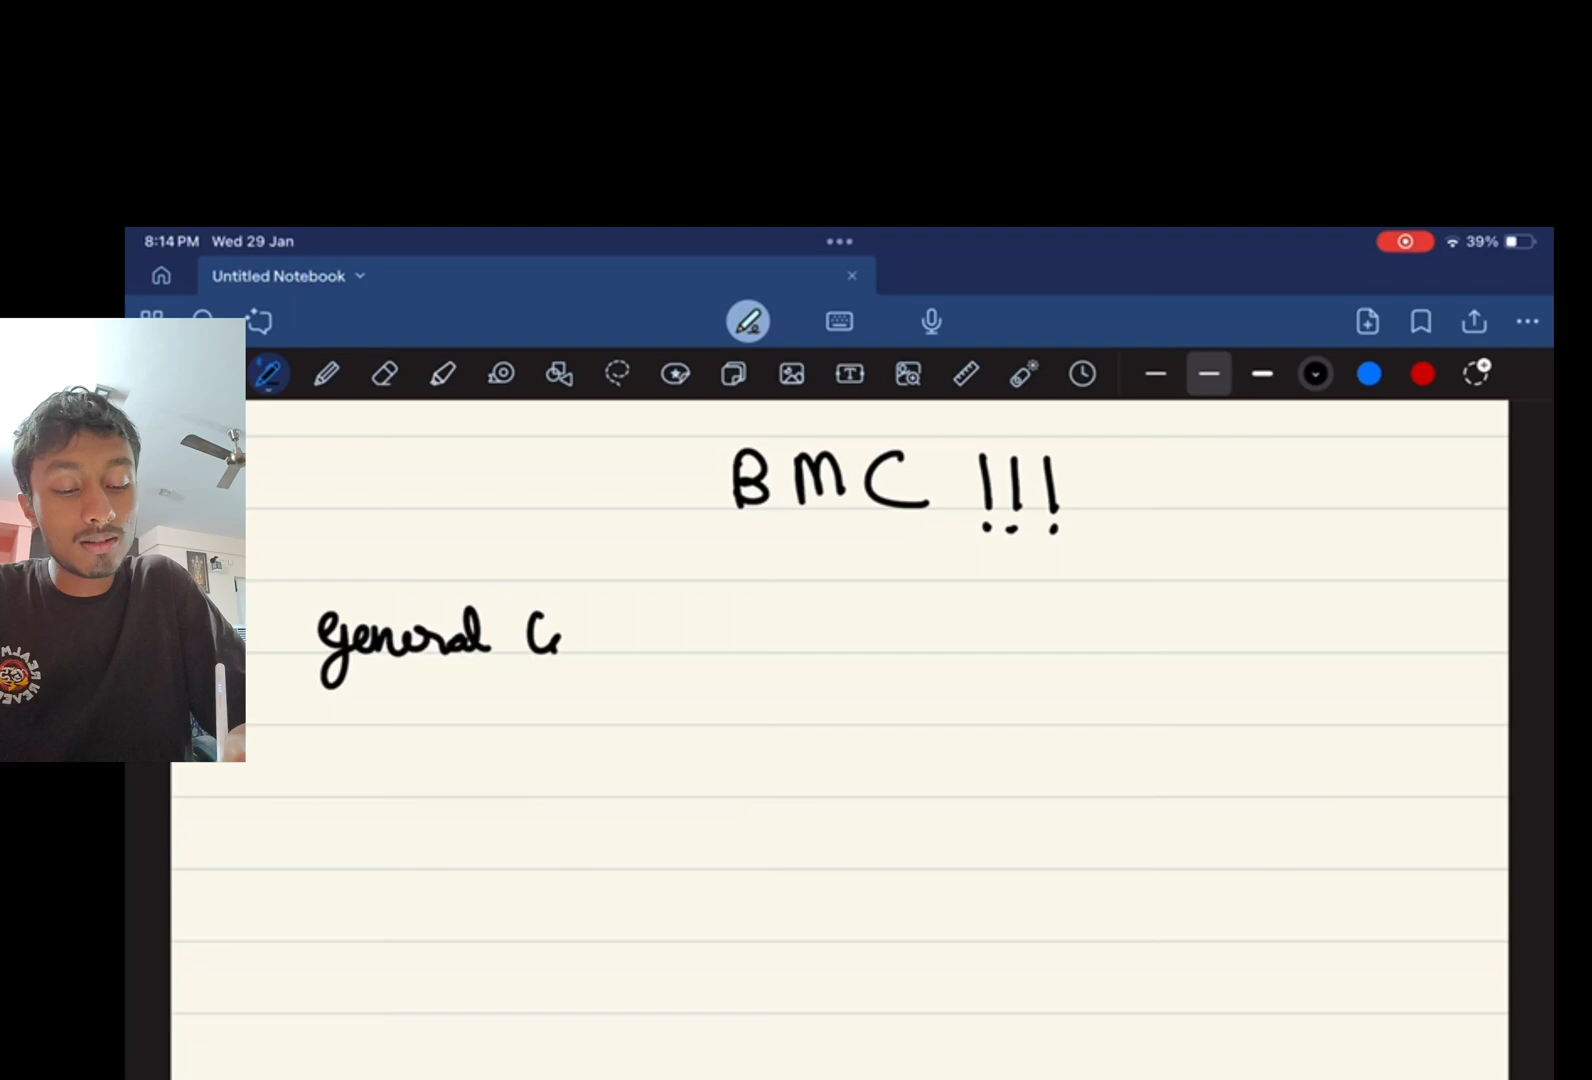 8:14 PM Wed 29 Jan
39%
Untitled Notebook
BMC !!!
general